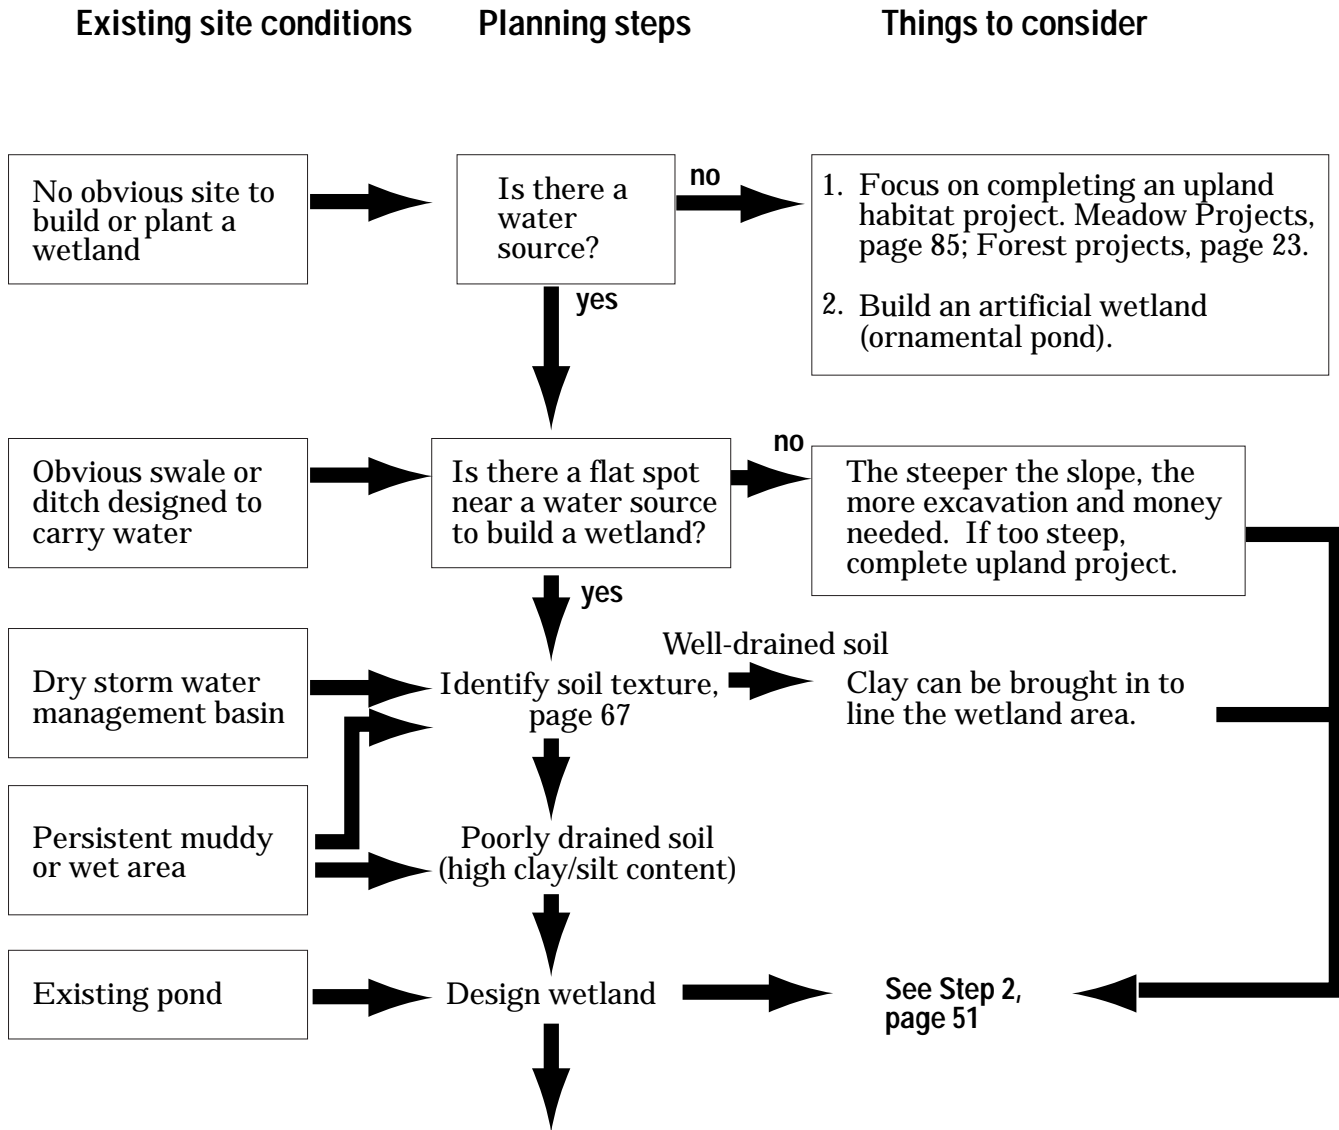 Existing site conditions
Planning steps
Things to consider
No obvious site to
build or plant a
wetland
Is there a
water
source?
no
yes
1. Focus on completing an upland
habitat project. Meadow Projects,
page 85; Forest projects, page 23.
2. Build an artificial wetland
(ornamental pond).
Obvious swale or
ditch designed to
carry water
Is there a flat spot
near a water source
to build a wetland?
no
yes
The steeper the slope, the
more excavation and money
needed. If too steep,
complete upland project.
Dry storm water
management basin
Identify soil texture,
page 67
Well-drained soil
Clay can be brought in to
line the wetland area.
Persistent muddy
or wet area
Poorly drained soil
(high clay/silt content)
Existing pond
Design wetland
See Step 2,
page 51